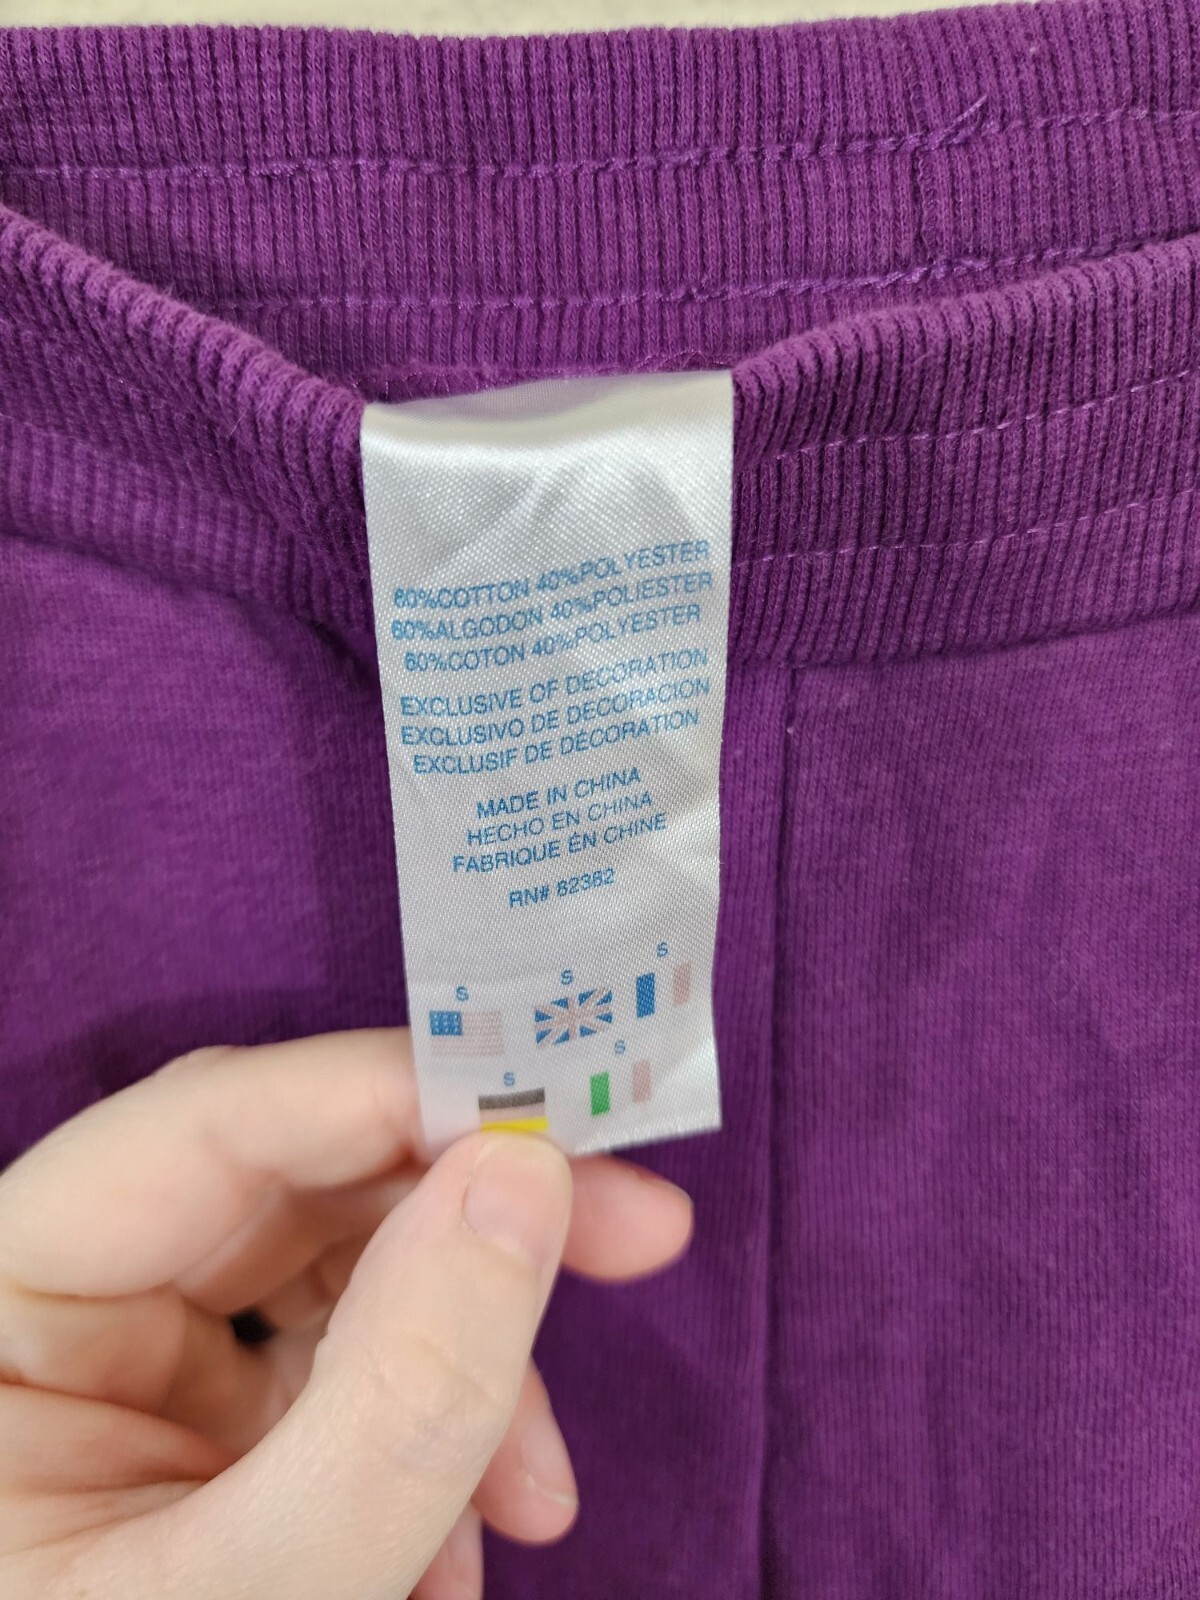 60%COTTON 40%POLYESTER
60%ALGODON 40%POLIESTER
60%COTON 40%POLYESTER
EXCLUSIVE OF DECORATION
EXCLUSIVO DE DECORACION
EXCLUSIF DE DÉCORATION
MADE IN CHINA
HECHO EN CHINA
FABRIQUE EN CHINE
RN# 82382
S S S
S S